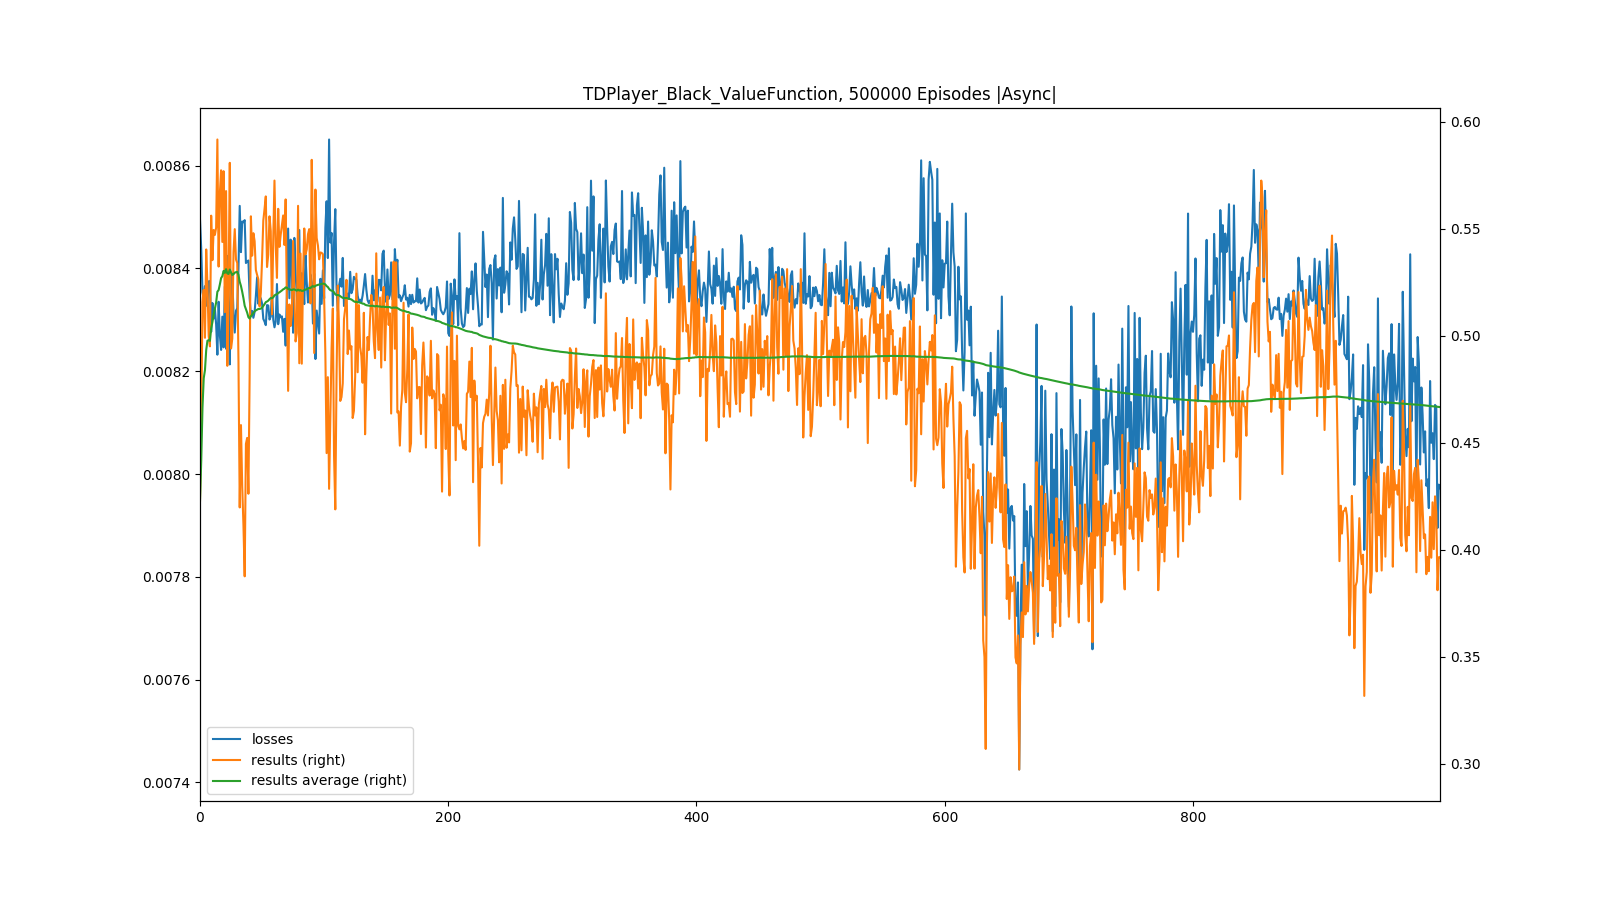 TDPlayer_Black_ValueFunction, 500000 Episodes |Async|
0.0086
0.0084
0.0082
0.0080
0.0078
0.0076
0.0074
0.60
0.55
0.50
0.45
0.40
0.35
0.30
losses
results (right)
results average (right)
0 200 400 600 800